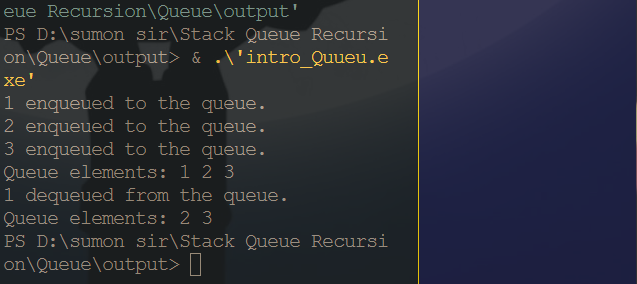 eue Recursion\Queue\output'
PS D:\sumon sir\Stack Queue Recursi
on\Queue\output> & .\'intro_Quueu.e
xe'
1 enqueued to the queue.
2 enqueued to the queue.
3 enqueued to the queue.
Queue elements: 1 2 3
1 dequeued from the queue.
Queue elements: 2 3
PS D:\sumon sir\Stack Queue Recursi
on\Queue\output>